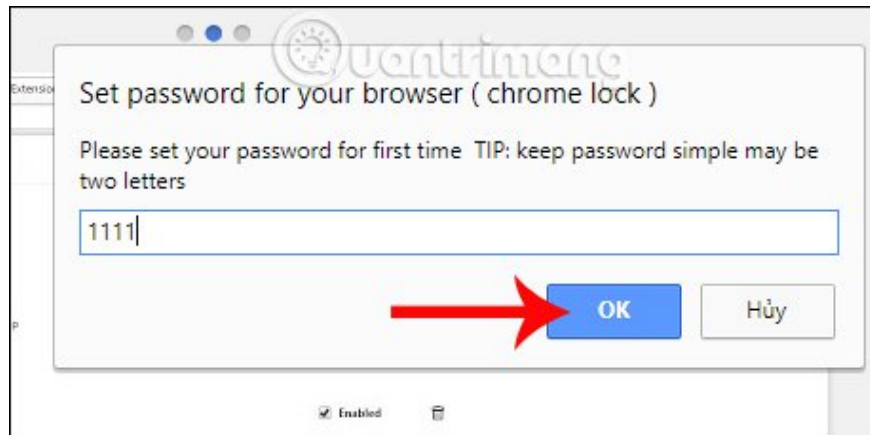 Quantrimang
Extension
Set password for your browser ( chrome lock )
Please set your password for first time TIP: keep password simple may be
two letters
1111
OK
Hủy
P
Enabled